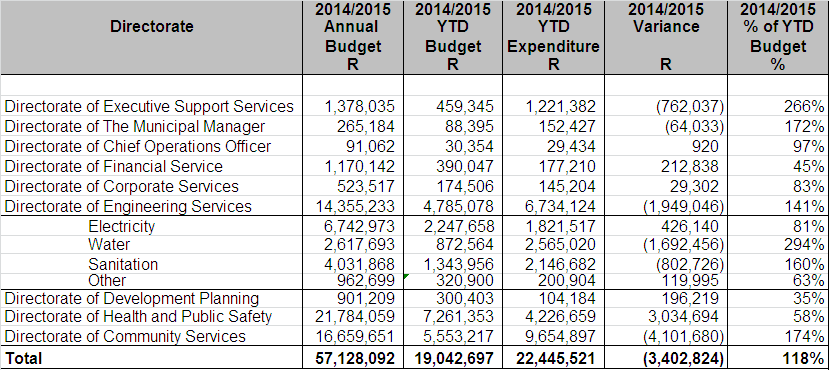 Directorate 2014/2015 Annual Budget R 2014/2015 YTD Budget R 2014/2015 YTD Expenditure R 2014/2015 Variance R 2014/2015 % of YTD Budget %
Directorate of Executive Support Services 1,378,035 459,345 1,221,382 (762,037) 266%
Directorate of The Municipal Manager 265,184 88,395 152,427 (64,033) 172%
Directorate of Chief Operations Officer 91,062 30,354 29,434 920 97%
Directorate of Financial Service 1,170,142 390,047 177,210 212,838 45%
Directorate of Corporate Services 523,517 174,506 145,204 29,302 83%
Directorate of Engineering Services 14,355,233 4,785,078 6,734,124 (1,949,046) 141%
Electricity 6,742,973 2,247,658 1,821,517 426,140 81%
Water 2,617,693 872,564 2,565,020 (1,692,456) 294%
Sanitation 4,031,868 1,343,956 2,146,682 (802,726) 160%
Other 962,699 320,900 200,904 119,995 63%
Directorate of Development Planning 901,209 300,403 104,184 196,219 35%
Directorate of Health and Public Safety 21,784,059 7,261,353 4,226,659 3,034,694 58%
Directorate of Community Services 16,659,651 5,553,217 9,654,897 (4,101,680) 174%
Total 57,128,092 19,042,697 22,445,521 (3,402,824) 118%